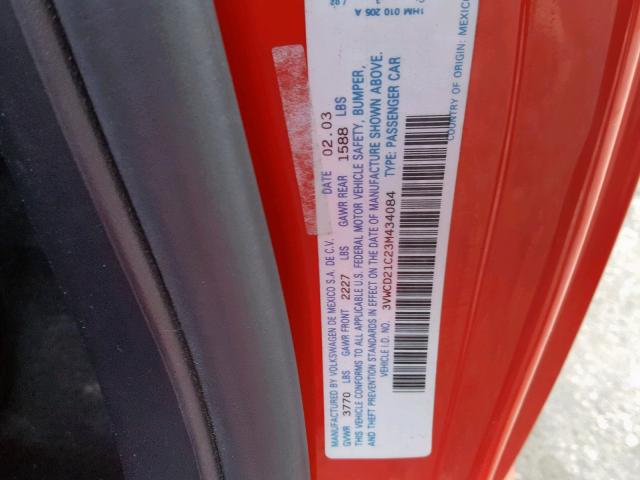 MANUFACTURED BY VOLKSWAGEN DE MEXICO S.A. DE C.V. DATE 02.03
GVWR 3770 LBS GAWR FRONT 2227 LBS GAWR REAR 1588 LBS
THIS VEHICLE CONFORMS TO ALL APPLICABLE U.S. FEDERAL MOTOR VEHICLE SAFETY, BUMPER,
AND THEFT PREVENTION STANDARDS IN EFFECT ON THE DATE OF MANUFACTURE SHOWN ABOVE.
VEHICLE I.D. NO. 3VWCD21C23M434084 TYPE: PASSENGER CAR
1HM 010 205 A
COUNTRY OF ORIGIN: MEXICO